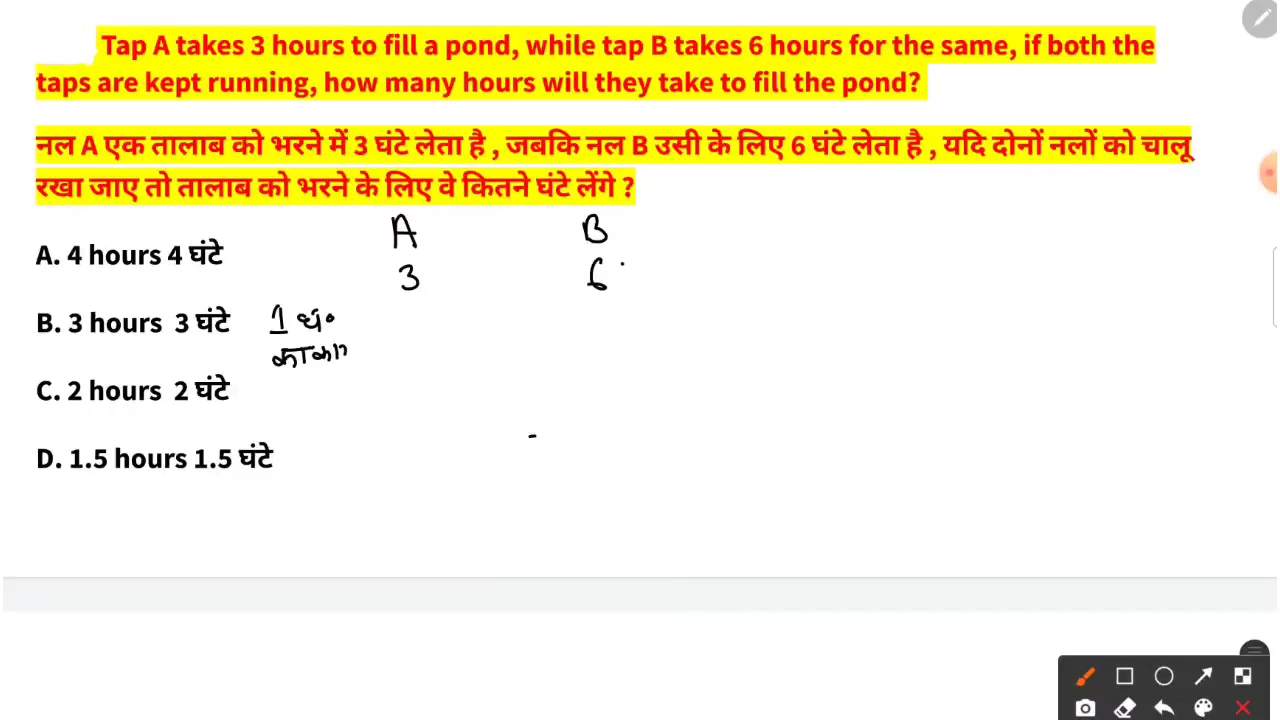 Tap A takes 3 hours to fill a pond, while tap B takes 6 hours for the same, if both the
taps are kept running, how many hours will they take to fill the pond?
नल A एक तालाब को भरने में 3 घंटे लेता है , जबकि नल B उसी के लिए 6 घंटे लेता है , यदि दोनों नलों को चालू
रखा जाए तो तालाब को भरने के लिए वे कितने घंटे लेंगे ?
A B
3 6
A. 4 hours 4 घंटे
B. 3 hours 3 घंटे
1 घं॰
का काम
C. 2 hours 2 घंटे
D. 1.5 hours 1.5 घंटे